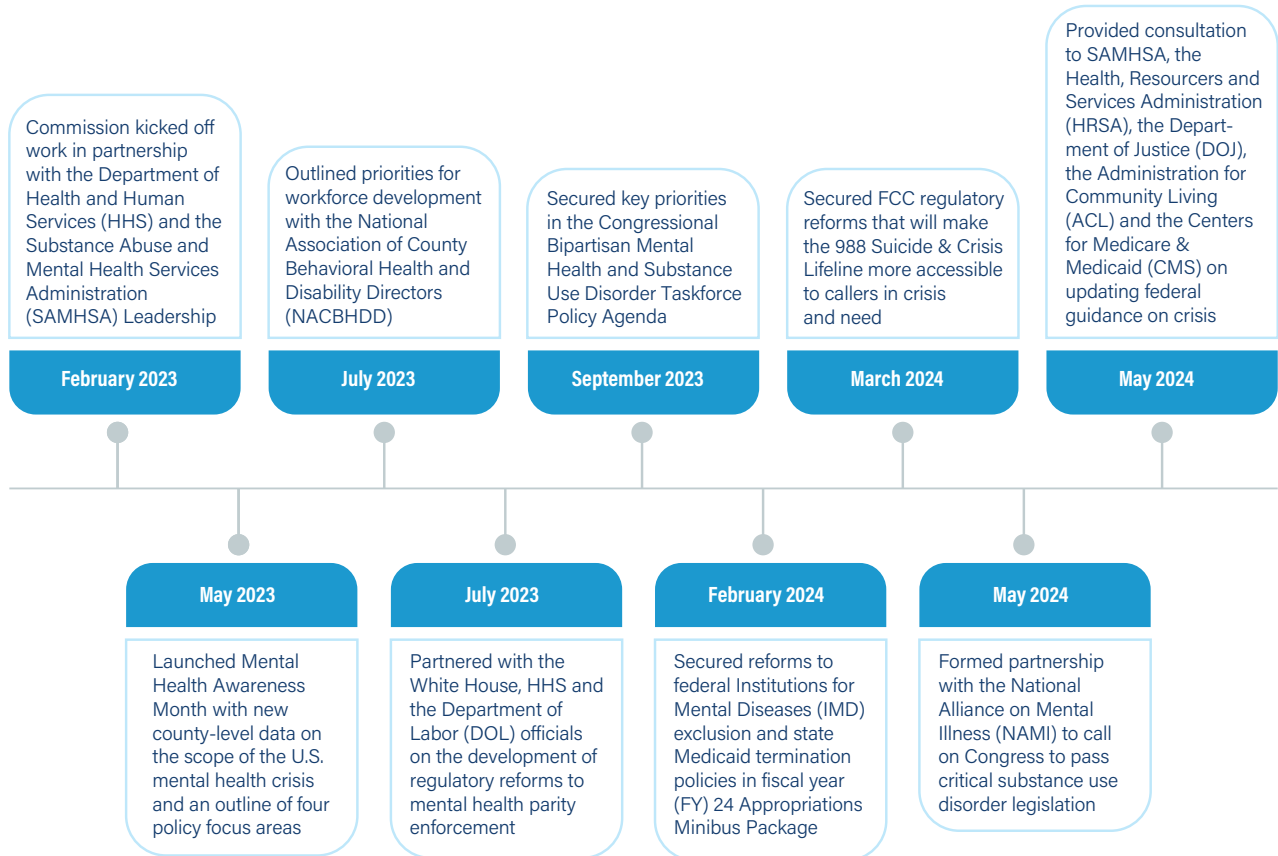 Commission kicked off
work in partnership
with the Department of
Health and Human
Services (HHS) and the
Substance Abuse and
Mental Health Services
Administration
(SAMHSA) Leadership
February 2023
May 2023
Launched Mental
Health Awareness
Month with new
county-level data on
the scope of the U.S.
mental health crisis
and an outline of four
policy focus areas
Outlined priorities for
workforce development
with the National
Association of County
Behavioral Health and
Disability Directors
(NACBHDD)
July 2023
July 2023
Partnered with the
White House, HHS and
the Department of
Labor (DOL) officials
on the development of
regulatory reforms to
mental health parity
enforcement
Secured key priorities
in the Congressional
Bipartisan Mental
Health and Substance
Use Disorder Taskforce
Policy Agenda
September 2023
February 2024
Secured reforms to
federal Institutions for
Mental Diseases (IMD)
exclusion and state
Medicaid termination
policies in fiscal year
(FY) 24 Appropriations
Minibus Package
Secured FCC regulatory
reforms that will make
the 988 Suicide & Crisis
Lifeline more accessible
to callers in crisis
and need
March 2024
May 2024
Formed partnership
with the National
Alliance on Mental
Illness (NAMI) to call
on Congress to pass
critical substance use
disorder legislation
Provided consultation
to SAMHSA, the
Health, Resourcers and
Services Administration
(HRSA), the Depart-
ment of Justice (DOJ),
the Administration for
Community Living
(ACL) and the Centers
for Medicare &
Medicaid (CMS) on
updating federal
guidance on crisis
May 2024